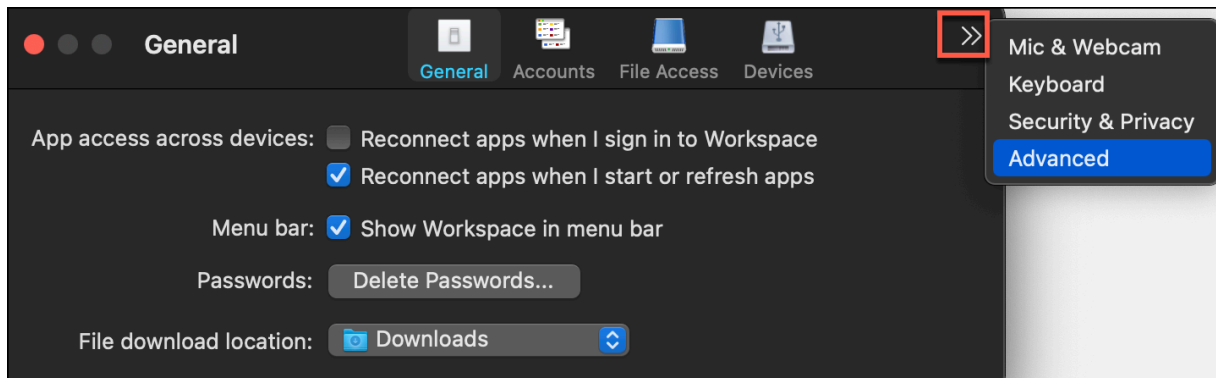 General
General Accounts File Access Devices
Mic & Webcam
Keyboard
Security & Privacy
Advanced
App access across devices: Reconnect apps when I sign in to Workspace
Reconnect apps when I start or refresh apps
Menu bar: Show Workspace in menu bar
Passwords: Delete Passwords...
File download location: Downloads